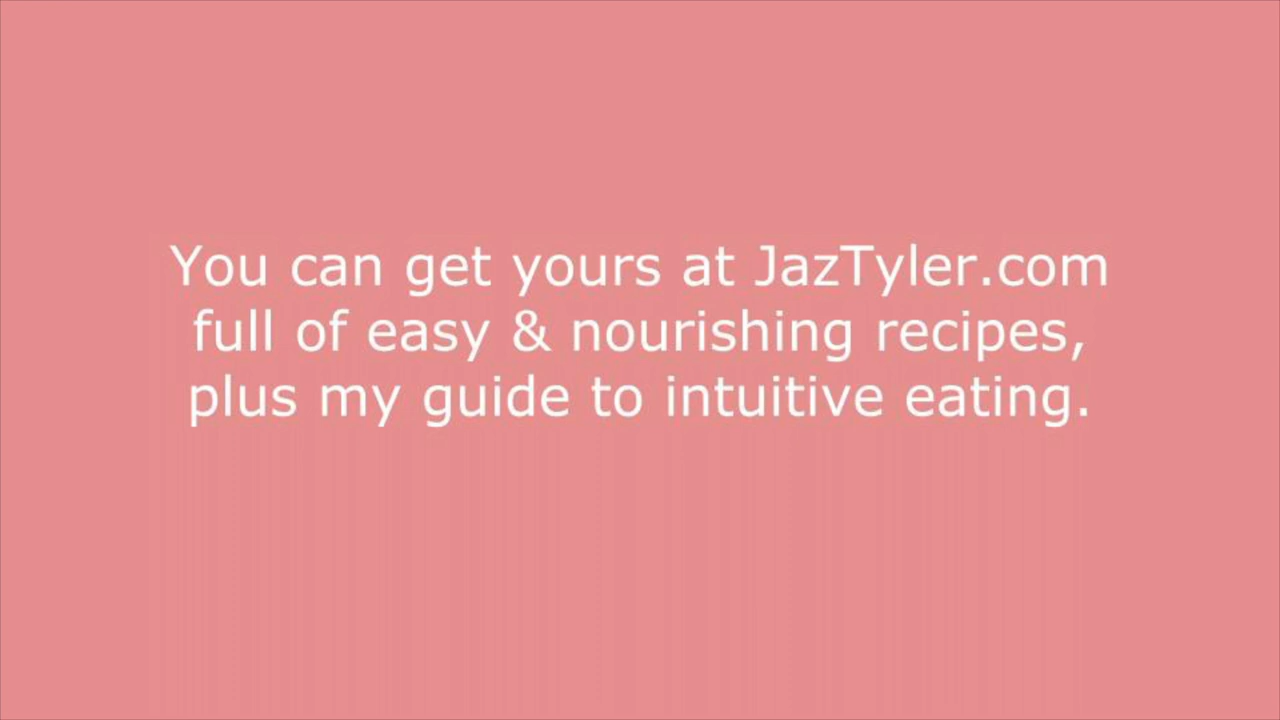 You can get yours at JazTyler.com
full of easy & nourishing recipes,
plus my guide to intuitive eating.